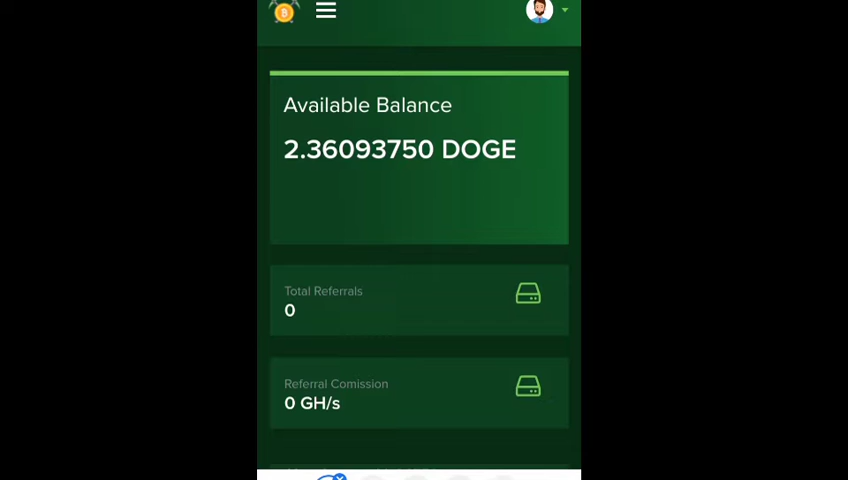 Available Balance
2.36093750 DOGE
Total Referrals
0
Referral Comission
0 GH/s